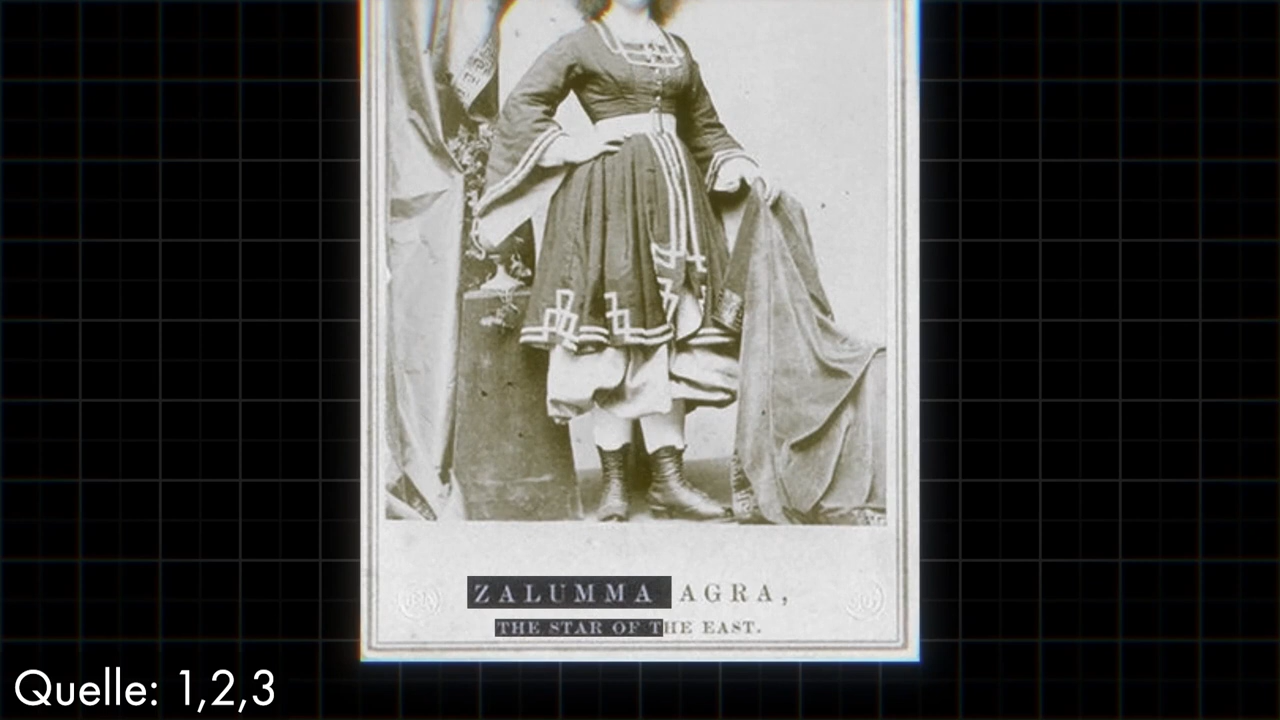 ZALUMMA AGRA,
THE STAR OF THE EAST.
Quelle: 1,2,3